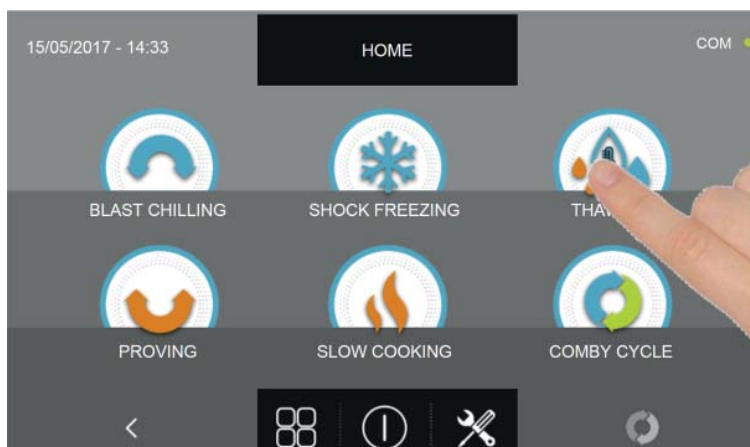 15/05/2017 - 14:33
HOME
COM
BLAST CHILLING
SHOCK FREEZING
PROVING
SLOW COOKING
COMBY CYCLE